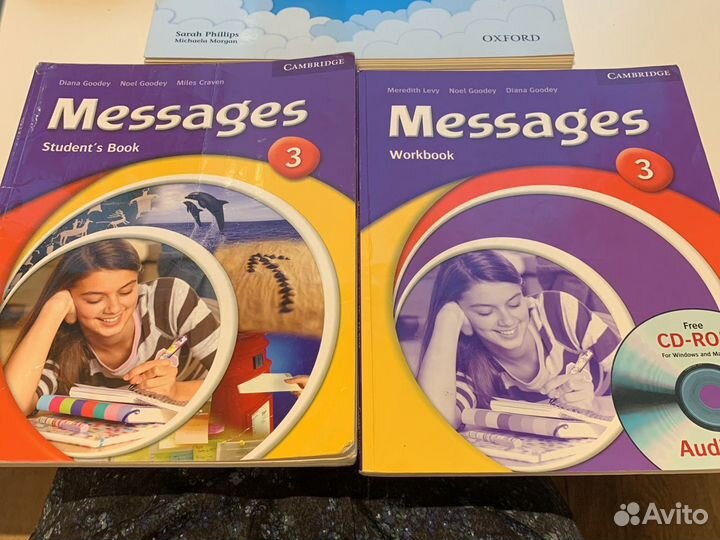 Sarah Phillips
Michaela Morgan
OXFORD
CAMBRIDGE
Diana Goodey Noel Goodey Miles Craven
Messages
Student's Book
3
CAMBRIDGE
Meredith Levy Noel Goodey Diana Goodey
Messages
Workbook
3
Free
CD-RO
For Windows and Ma
Audi
Avito